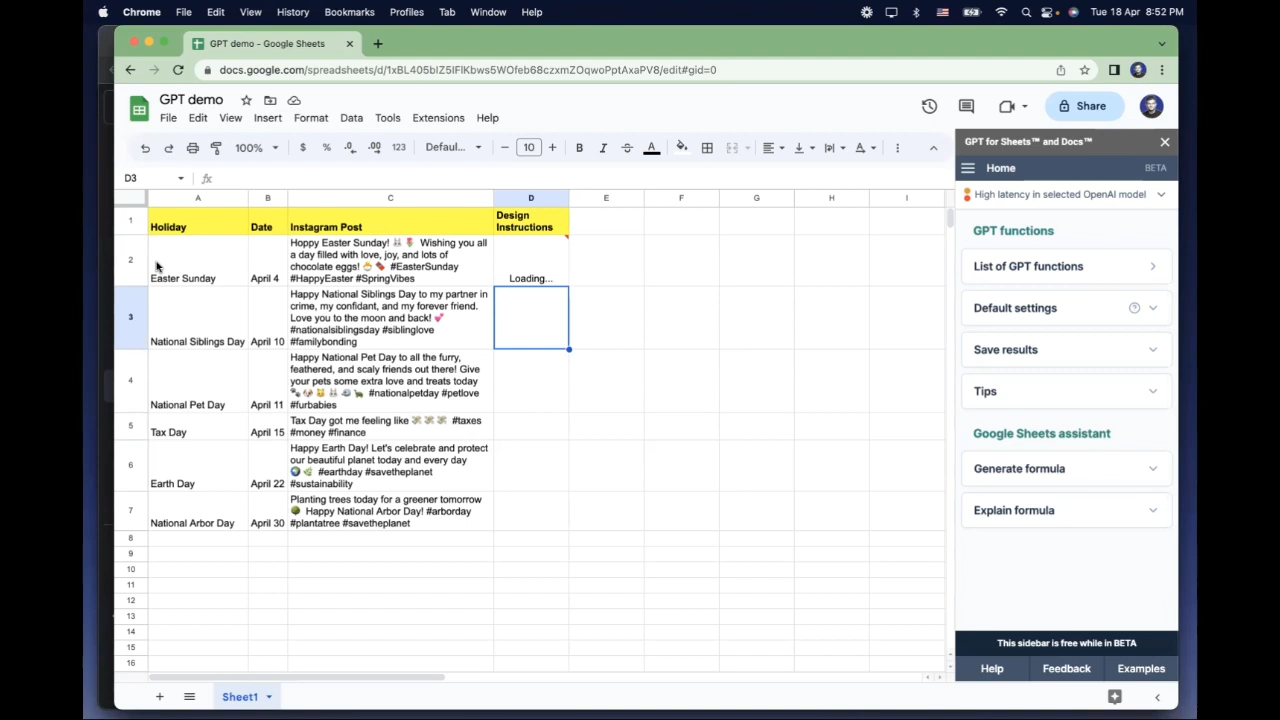 Chrome File Edit View History Bookmarks Profiles Tab Window Help Tue 18 Apr 8:52 PM
GPT demo - Google Sheets
docs.google.com/spreadsheets/d/1xBL405blZ5lFlKbws5WOfeb68czxmZOqwoPptAxaPV8/edit#gid=0
GPT demo
File Edit View Insert Format Data Tools Extensions Help
Share
100% $ % .0 .00 123 Defaul... 10 B I A
D3 fx
A B C D E F G H I
1 Holiday Date Instagram Post Design
Instructions
2 Easter Sunday April 4
Hoppy Easter Sunday! 🐰🌷 Wishing you all
a day filled with love, joy, and lots of
chocolate eggs! 🐣🍫 #EasterSunday
#HappyEaster #SpringVibes
Loading...
3 National Siblings Day April 10
Happy National Siblings Day to my partner in
crime, my confidant, and my forever friend.
Love you to the moon and back! 💕
#nationalsiblingsday #siblinglove
#familybonding
4 National Pet Day April 11
Happy National Pet Day to all the furry,
feathered, and scaly friends out there! Give
your pets some extra love and treats today
#nationalpetday #petlove
#furbabies
5 Tax Day April 15
Tax Day got me feeling like 💸💸💸 #taxes
#money #finance
6 Earth Day April 22
Happy Earth Day! Let's celebrate and protect
our beautiful planet today and every day
🌍🌿 #earthday #savetheplanet
#sustainability
7 National Arbor Day April 30
Planting trees today for a greener tomorrow
🌳 Happy National Arbor Day! #arborday
#plantatree #savetheplanet
8
9
10
11
12
13
14
15
16
Sheet1
GPT for Sheets™ and Docs™
Home BETA
High latency in selected OpenAI model
GPT functions
List of GPT functions
Default settings
Save results
Tips
Google Sheets assistant
Generate formula
Explain formula
This sidebar is free while in BETA
Help Feedback Examples